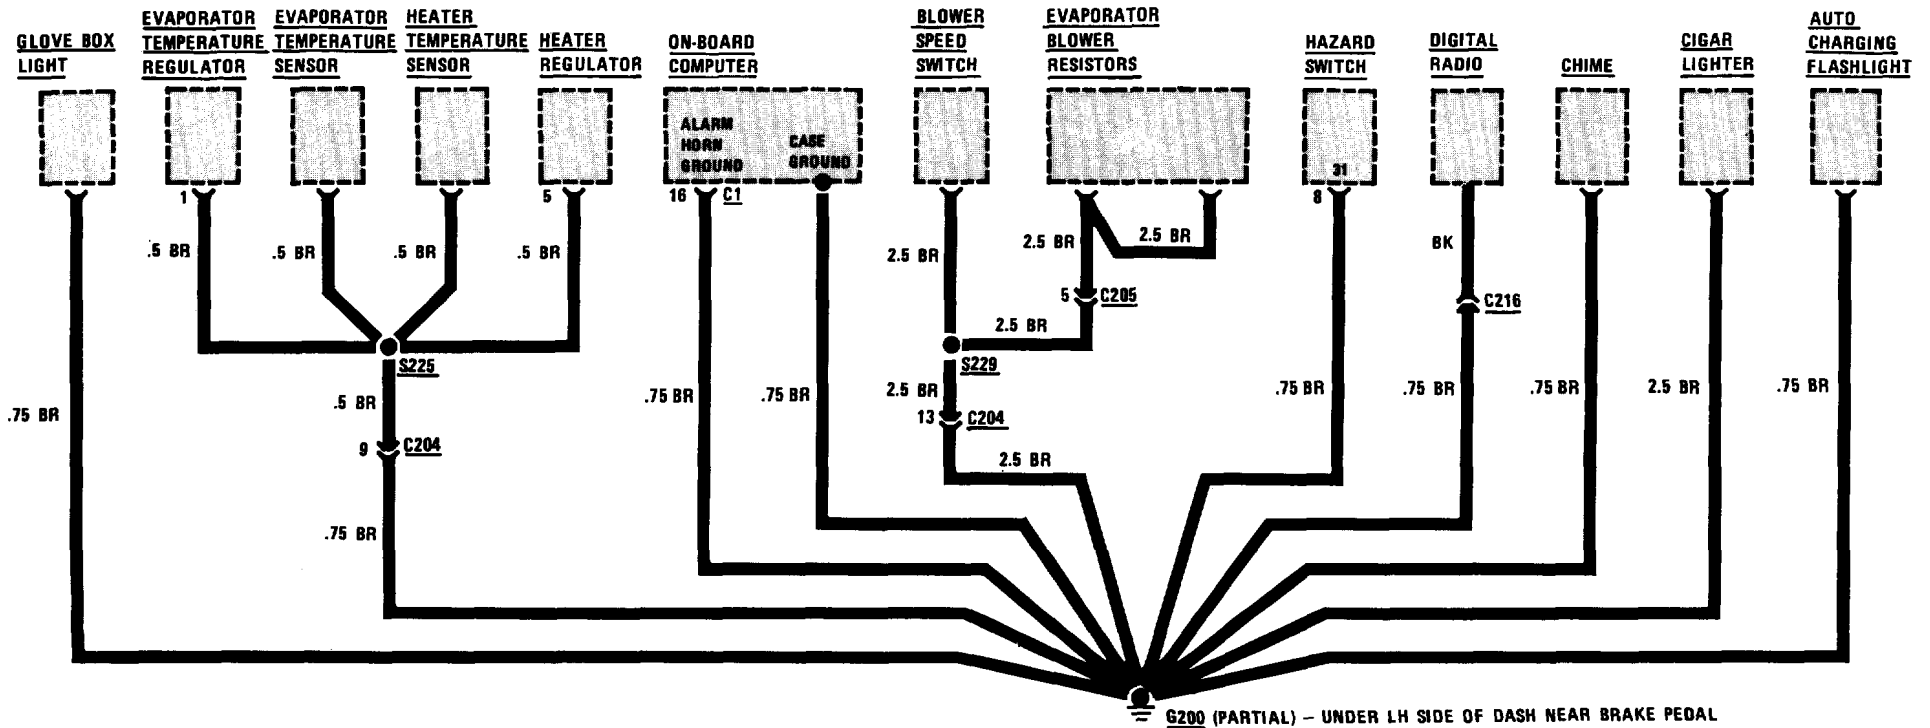 GLOVE BOX
LIGHT
EVAPORATOR
TEMPERATURE
REGULATOR
EVAPORATOR
TEMPERATURE
SENSOR
HEATER
TEMPERATURE
SENSOR
HEATER
REGULATOR
ON-BOARD
COMPUTER
BLOWER
SPEED
SWITCH
EVAPORATOR
BLOWER
RESISTORS
HAZARD
SWITCH
DIGITAL
RADIO
CHIME
CIGAR
LIGHTER
AUTO
CHARGING
FLASHLIGHT
ALARM
HORN
GROUND
CASE
GROUND
31
1
5
16
C1
8
.5 BR
.5 BR
.5 BR
.5 BR
2.5 BR
2.5 BR
2.5 BR
BK
5
C205
C216
2.5 BR
S225
S229
.75 BR
.5 BR
.75 BR
.75 BR
2.5 BR
.75 BR
.75 BR
.75 BR
2.5 BR
.75 BR
9
C204
13
C204
2.5 BR
.75 BR
G200 (PARTIAL) – UNDER LH SIDE OF DASH NEAR BRAKE PEDAL